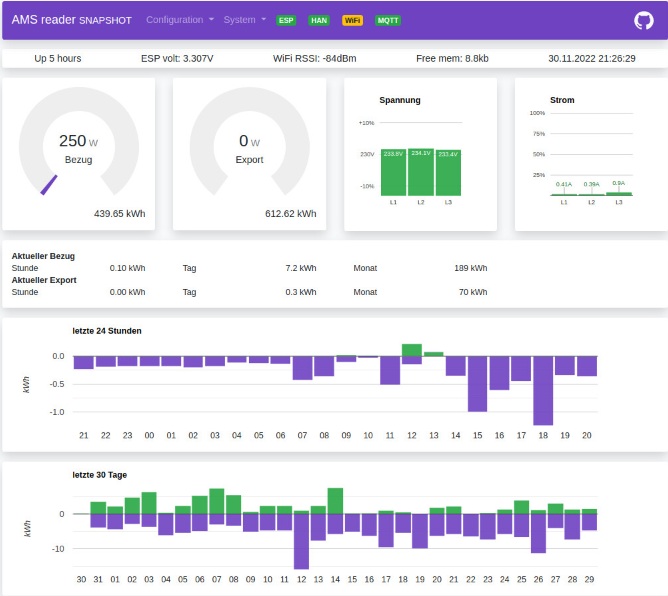 AMS reader SNAPSHOT Configuration System ESP HAN WiFi MQTT
Up 5 hours ESP volt: 3.307V WiFi RSSI: -84dBm Free mem: 8.8kb 30.11.2022 21:26:29
250 W
Bezug
439.65 kWh
0 W
Export
612.62 kWh
Spannung
+10%
230V
-10%
233.8V 234.1V 233.4V
L1 L2 L3
Strom
100%
75%
50%
25%
0.41A 0.39A 0.9A
L1 L2 L3
Aktueller Bezug
Stunde 0.10 kWh Tag 7.2 kWh Monat 189 kWh
Aktueller Export
Stunde 0.00 kWh Tag 0.3 kWh Monat 70 kWh
letzte 24 Stunden
kWh
0.0
-0.5
-1.0
21 22 23 00 01 02 03 04 05 06 07 08 09 10 11 12 13 14 15 16 17 18 19 20
letzte 30 Tage
kWh
0
-10
30 31 01 02 03 04 05 06 07 08 09 10 11 12 13 14 15 16 17 18 19 20 21 22 23 24 25 26 27 28 29